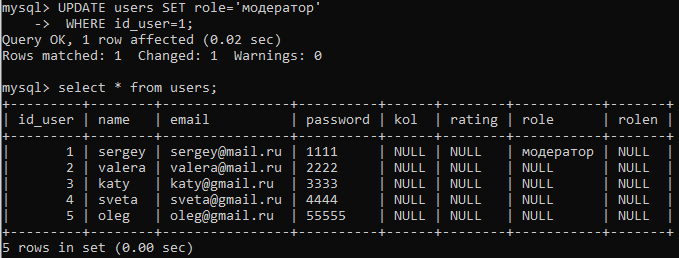 mysql> UPDATE users SET role='модератор'
    ->  WHERE id_user=1;
Query OK, 1 row affected (0.02 sec)
Rows matched: 1  Changed: 1  Warnings: 0

mysql> select * from users;
+---------+--------+----------------+----------+------+--------+-----------+-------+
| id_user | name   | email          | password | kol  | rating | role      | rolen |
+---------+--------+----------------+----------+------+--------+-----------+-------+
|       1 | sergey | sergey@mail.ru | 1111     | NULL | NULL   | модератор | NULL  |
|       2 | valera | valera@mail.ru | 2222     | NULL | NULL   | NULL      | NULL  |
|       3 | katy   | katy@gmail.ru  | 3333     | NULL | NULL   | NULL      | NULL  |
|       4 | sveta  | sveta@mail.ru  | 4444     | NULL | NULL   | NULL      | NULL  |
|       5 | oleg   | oleg@gmail.ru  | 55555    | NULL | NULL   | NULL      | NULL  |
+---------+--------+----------------+----------+------+--------+-----------+-------+
5 rows in set (0.00 sec)